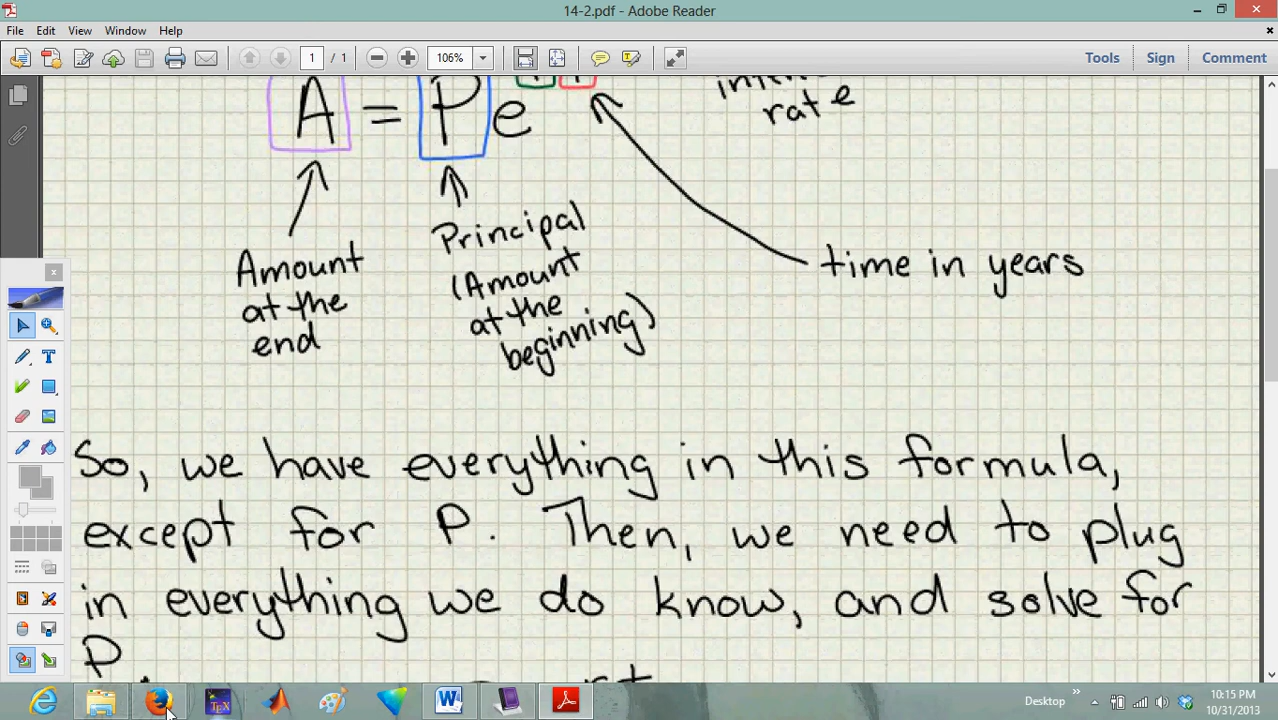 14-2.pdf - Adobe Reader
File Edit View Window Help
1 / 1 106% Tools Sign Comment
rate
A = P e
time in years
Amount
at the
end
Principal
(Amount
at the
beginning)
So, we have everything in this formula,
except for P. Then, we need to plug
in everything we do know, and solve for
P.
Desktop
10:15 PM
10/31/2013